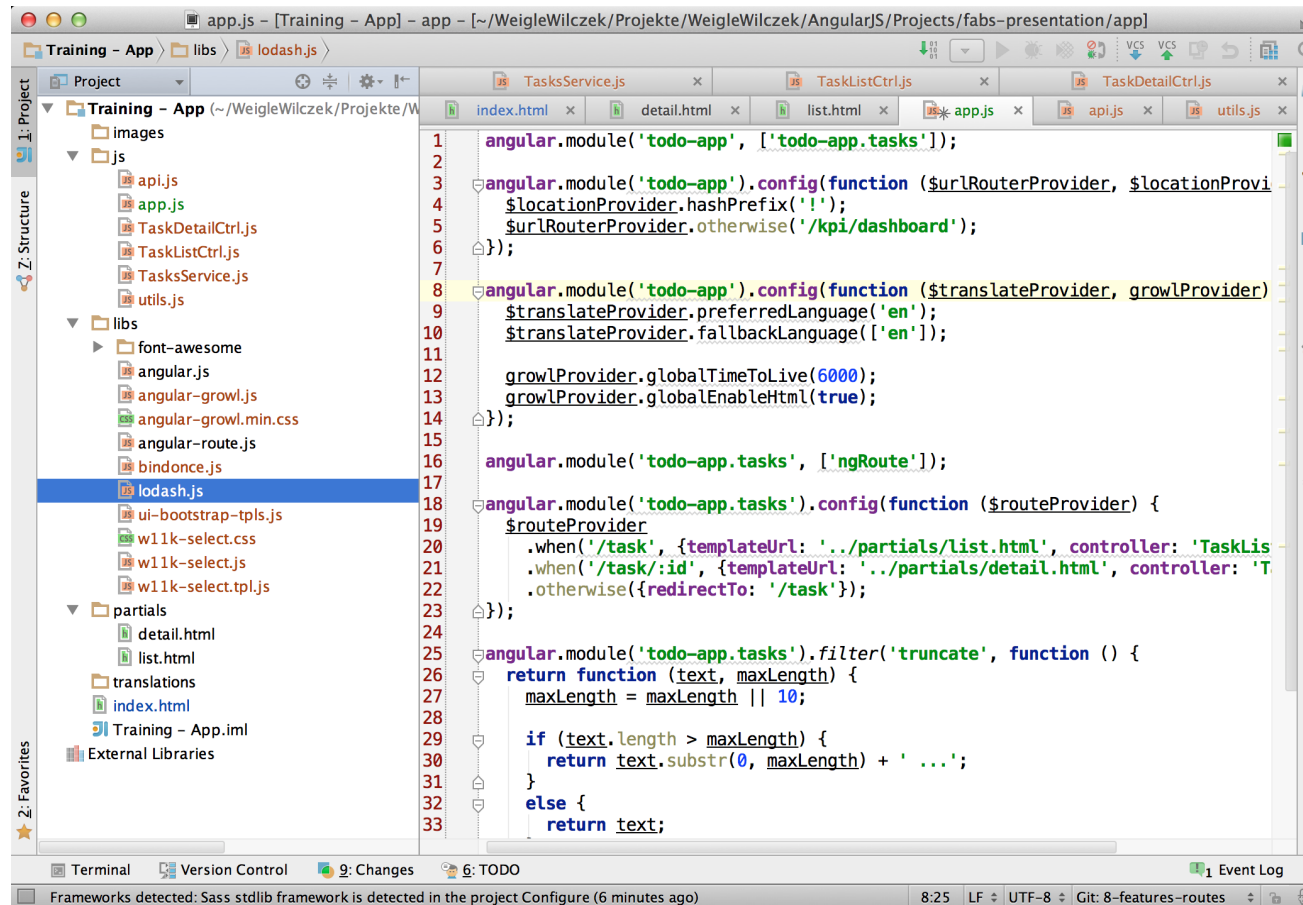 app.js – [Training – App] – app – [~/WeigleWilczek/Projekte/WeigleWilczek/AngularJS/Projects/fabs-presentation/app]
Training – App libs lodash.js
VCS VCS
1: Project
Z: Structure
2: Favorites
Project
Training – App (~/WeigleWilczek/Projekte/W
images
js
api.js
app.js
TaskDetailCtrl.js
TaskListCtrl.js
TasksService.js
utils.js
libs
font-awesome
angular.js
angular-growl.js
angular-growl.min.css
angular-route.js
bindonce.js
lodash.js
ui-bootstrap-tpls.js
w11k-select.css
w11k-select.js
w11k-select.tpl.js
partials
detail.html
list.html
translations
index.html
Training – App.iml
External Libraries
TasksService.js TaskListCtrl.js TaskDetailCtrl.js
index.html detail.html list.html app.js api.js utils.js
1 angular.module('todo-app', ['todo-app.tasks']);
2
3 angular.module('todo-app').config(function ($urlRouterProvider, $locationProvi
4 $locationProvider.hashPrefix('!');
5 $urlRouterProvider.otherwise('/kpi/dashboard');
6 });
7
8 angular.module('todo-app').config(function ($translateProvider, growlProvider)
9 $translateProvider.preferredLanguage('en');
10 $translateProvider.fallbackLanguage(['en']);
11
12 growlProvider.globalTimeToLive(6000);
13 growlProvider.globalEnableHtml(true);
14 });
15
16 angular.module('todo-app.tasks', ['ngRoute']);
17
18 angular.module('todo-app.tasks').config(function ($routeProvider) {
19 $routeProvider
20 .when('/task', {templateUrl: '../partials/list.html', controller: 'TaskLis
21 .when('/task/:id', {templateUrl: '../partials/detail.html', controller: 'T
22 .otherwise({redirectTo: '/task'});
23 });
24
25 angular.module('todo-app.tasks').filter('truncate', function () {
26 return function (text, maxLength) {
27 maxLength = maxLength || 10;
28
29 if (text.length > maxLength) {
30 return text.substr(0, maxLength) + ' ...';
31 }
32 else {
33 return text;
Terminal Version Control 9: Changes 6: TODO 1 Event Log
Frameworks detected: Sass stdlib framework is detected in the project Configure (6 minutes ago) 8:25 LF UTF-8 Git: 8-features-routes